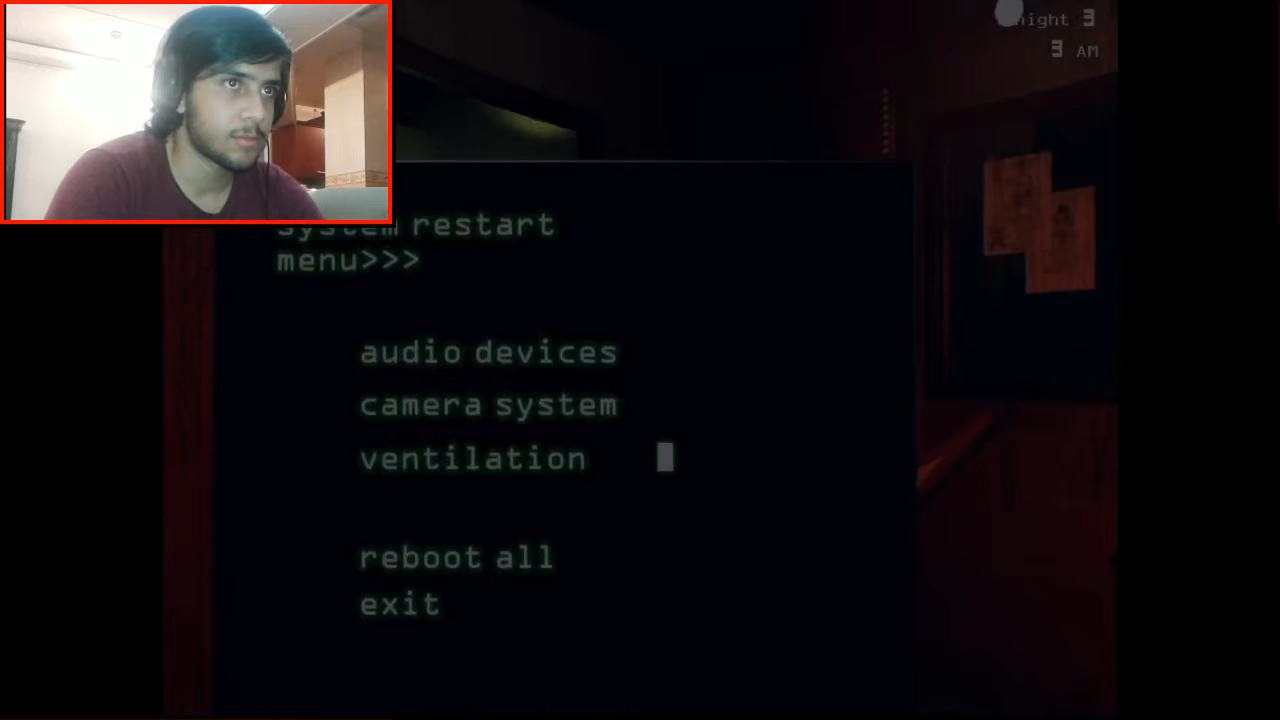 night 3
3 AM
system restart
menu>>>
audio devices
camera system
ventilation
reboot all
exit